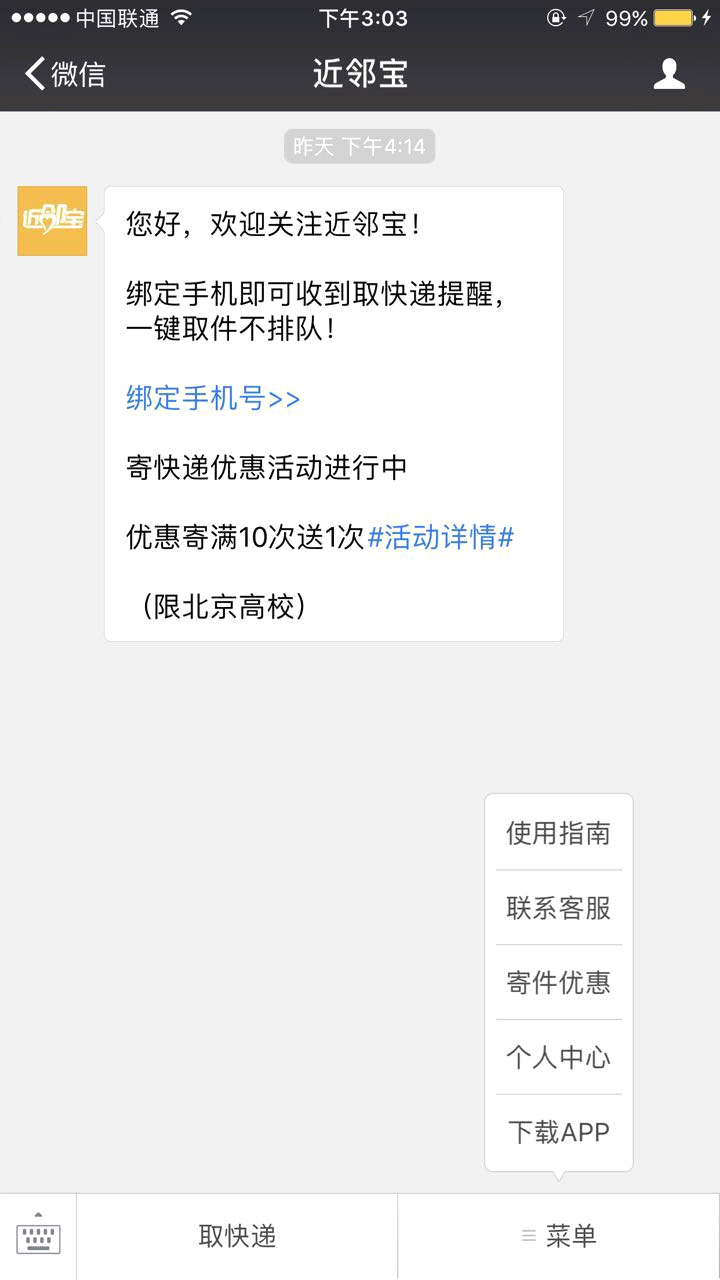 中国联通 下午3:03 99%
微信 近邻宝
昨天 下午4:14
近邻宝
您好，欢迎关注近邻宝！
绑定手机即可收到取快递提醒，
一键取件不排队！
绑定手机号>>
寄快递优惠活动进行中
优惠寄满10次送1次#活动详情#
（限北京高校）
使用指南
联系客服
寄件优惠
个人中心
下载APP
取快递 菜单